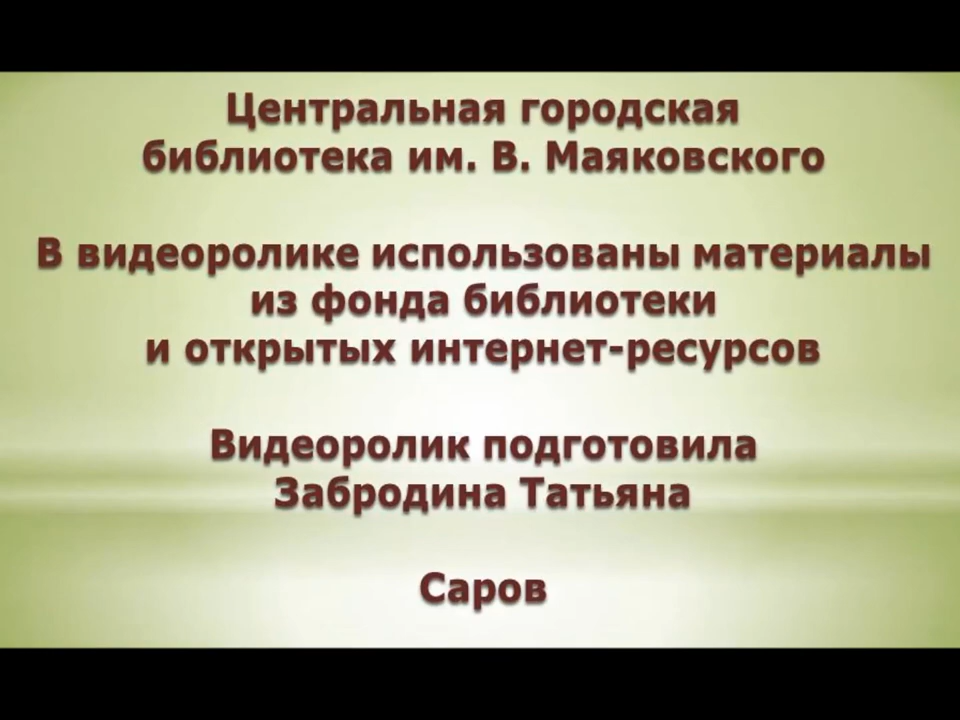 Центральная городская
библиотека им. В. Маяковского
В видеоролике использованы материалы
из фонда библиотеки
и открытых интернет-ресурсов
Видеоролик подготовила
Забродина Татьяна
Саров